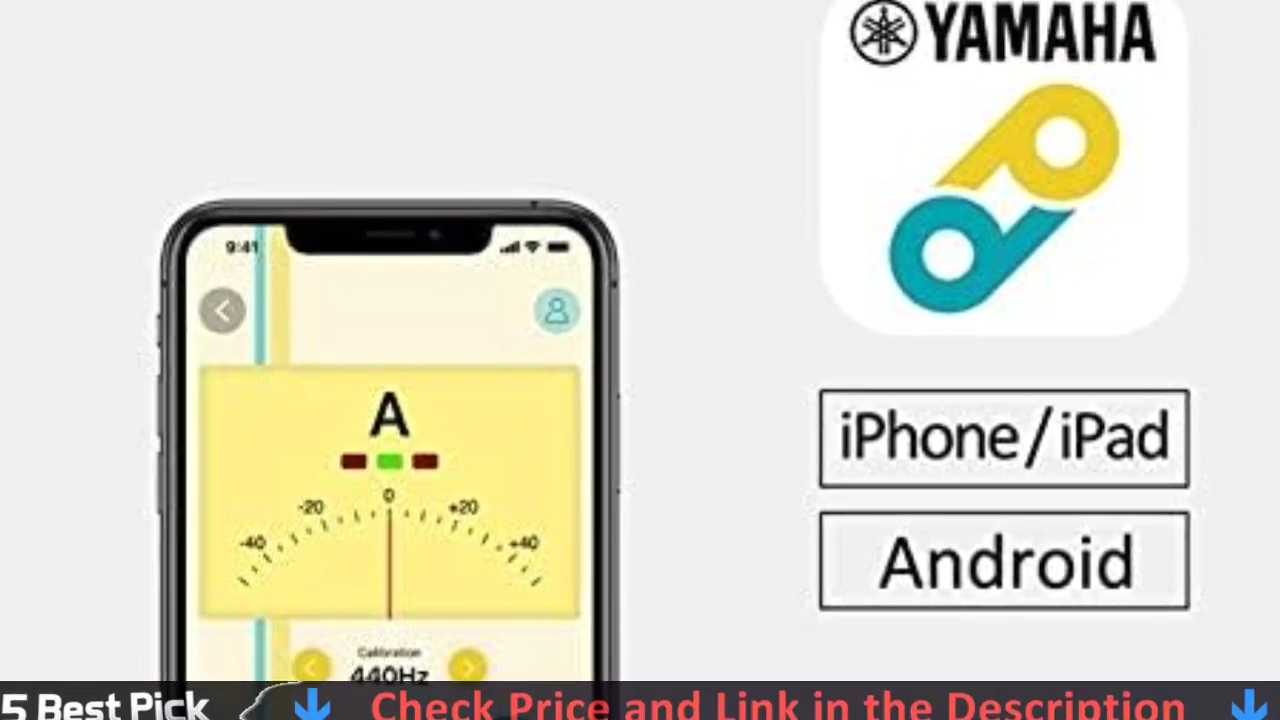 YAMAHA
9:41
A
0
-20 +20
-40 +40
iPhone/iPad
Android
Calibration
440Hz
5 Best Pick Check Price and Link in the Description